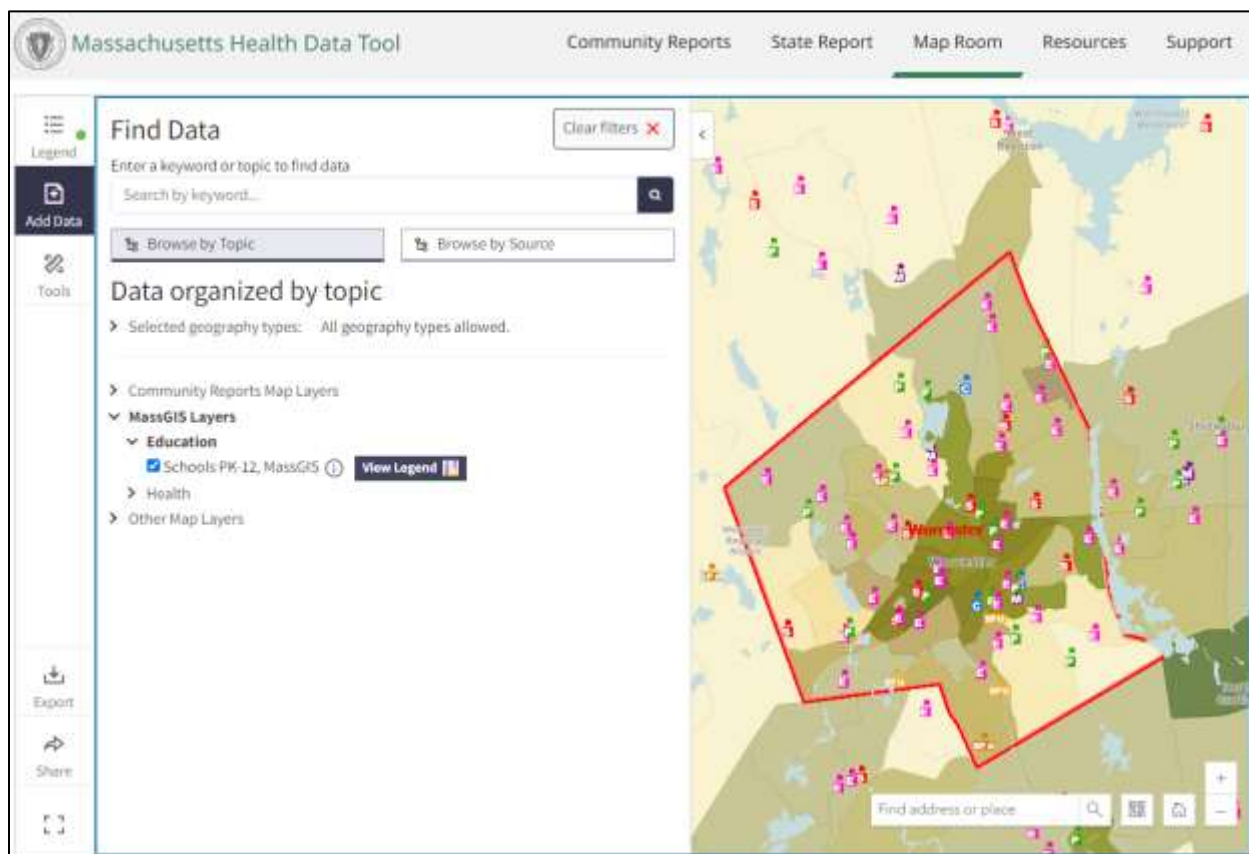 Massachusetts Health Data Tool
Community Reports State Report Map Room Resources Support
Legend
Add Data
Tools
Export
Share
Find Data
Clear filters
Enter a keyword or topic to find data
Search by keyword...
Browse by Topic
Browse by Source
Data organized by topic
Selected geography types: All geography types allowed.
Community Reports Map Layers
MassGIS Layers
Education
Schools PK-12, MassGIS
View Legend
Health
Other Map Layers
West
Boylston
Worcester
Worcester
Find address or place